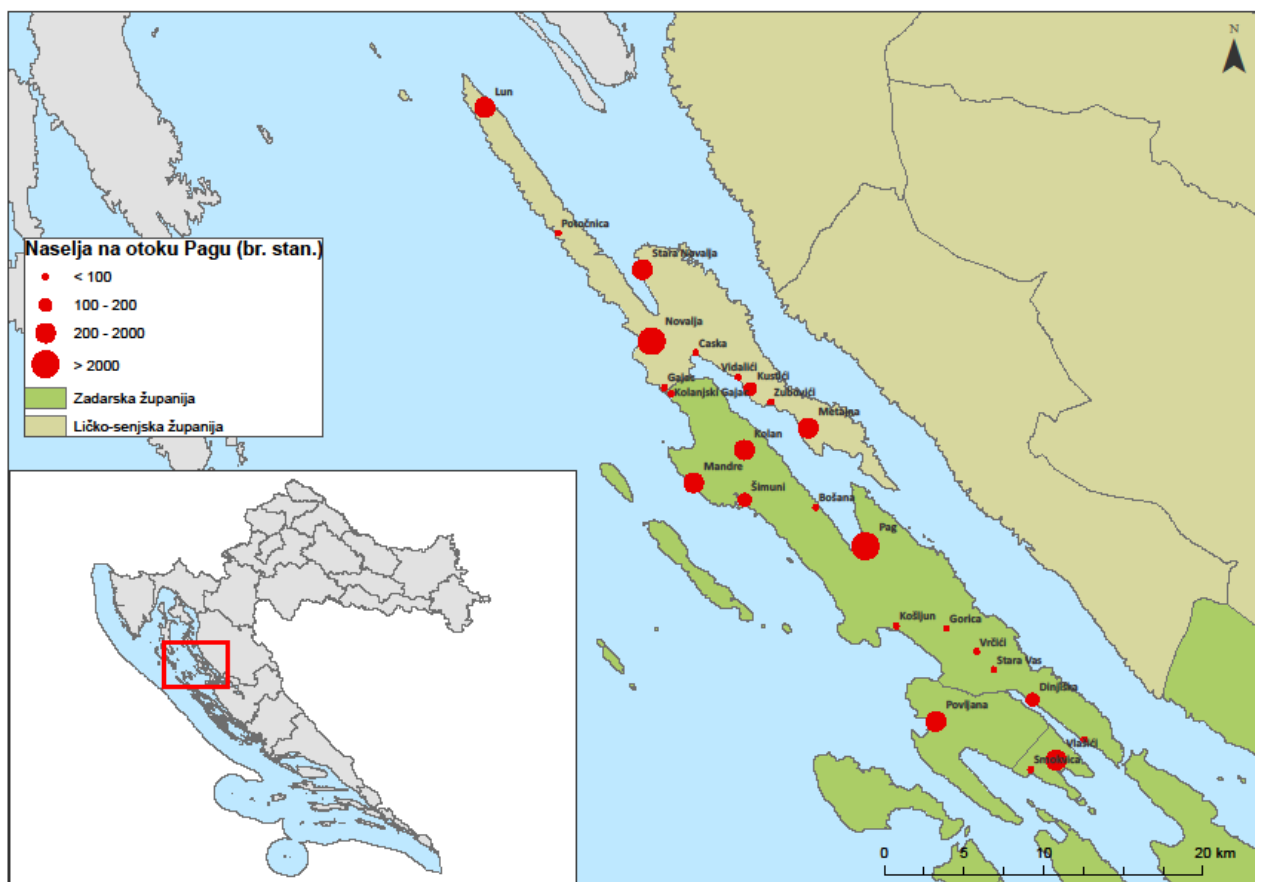 N
Lun
Potočnica
Naselja na otoku Pagu (br. stan.)
< 100
100 - 200
200 - 2000
> 2000
Zadarska županija
Ličko-senjska županija
Stara Novalja
Novalja
Caska
Vidalići
Gajac
Kustići
Kolanjski Gajac
Zubovići
Metajna
Kolan
Mandre
Šimuni
Bošana
Pag
Košljun
Gorica
Vrčići
Stara Vas
Dinjiška
Povljana
Vlašići
Smokvica
0 5 10 20 km